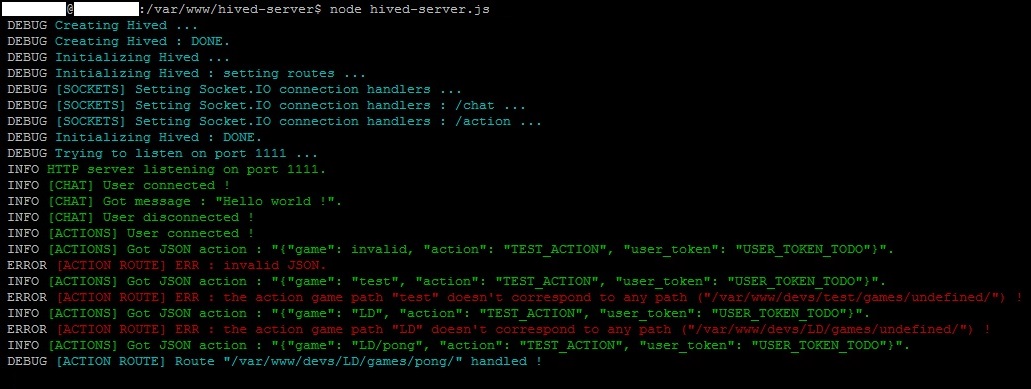 @ :/var/www/hived-server$ node hived-server.js
DEBUG Creating Hived ...
DEBUG Creating Hived : DONE.
DEBUG Initializing Hived ...
DEBUG Initializing Hived : setting routes ...
DEBUG [SOCKETS] Setting Socket.IO connection handlers ...
DEBUG [SOCKETS] Setting Socket.IO connection handlers : /chat ...
DEBUG [SOCKETS] Setting Socket.IO connection handlers : /action ...
DEBUG Initializing Hived : DONE.
DEBUG Trying to listen on port 1111 ...
INFO HTTP server listening on port 1111.
INFO [CHAT] User connected !
INFO [CHAT] Got message : "Hello world !".
INFO [CHAT] User disconnected !
INFO [ACTIONS] User connected !
INFO [ACTIONS] Got JSON action : "{"game": invalid, "action": "TEST_ACTION", "user_token": "USER_TOKEN_TODO"}".
ERROR [ACTION ROUTE] ERR : invalid JSON.
INFO [ACTIONS] Got JSON action : "{"game": "test", "action": "TEST_ACTION", "user_token": "USER_TOKEN_TODO"}".
ERROR [ACTION ROUTE] ERR : the action game path "test" doesn't correspond to any path ("/var/www/devs/test/games/undefined/") !
INFO [ACTIONS] Got JSON action : "{"game": "LD", "action": "TEST_ACTION", "user_token": "USER_TOKEN_TODO"}".
ERROR [ACTION ROUTE] ERR : the action game path "LD" doesn't correspond to any path ("/var/www/devs/LD/games/undefined/") !
INFO [ACTIONS] Got JSON action : "{"game": "LD/pong", "action": "TEST_ACTION", "user_token": "USER_TOKEN_TODO"}".
DEBUG [ACTION ROUTE] Route "/var/www/devs/LD/games/pong/" handled !